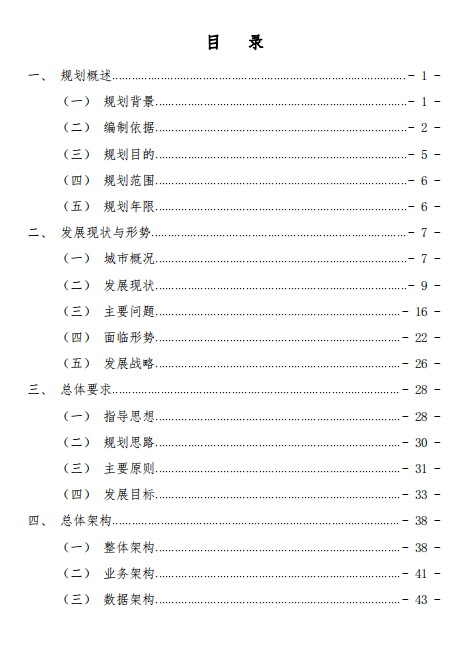 目 录
一、 规划概述................................................ - 1 -
（一） 规划背景................................................ - 1 -
（二） 编制依据................................................ - 2 -
（三） 规划目的................................................ - 5 -
（四） 规划范围................................................ - 6 -
（五） 规划年限................................................ - 6 -
二、 发展现状与形势................................................ - 7 -
（一） 城市概况................................................ - 7 -
（二） 发展现状................................................ - 9 -
（三） 主要问题................................................ - 16 -
（四） 面临形势................................................ - 22 -
（五） 发展战略................................................ - 26 -
三、 总体要求................................................ - 28 -
（一） 指导思想................................................ - 28 -
（二） 规划思路................................................ - 30 -
（三） 主要原则................................................ - 31 -
（四） 发展目标................................................ - 33 -
四、 总体架构................................................ - 38 -
（一） 整体架构................................................ - 38 -
（二） 业务架构................................................ - 41 -
（三） 数据架构................................................ - 43 -